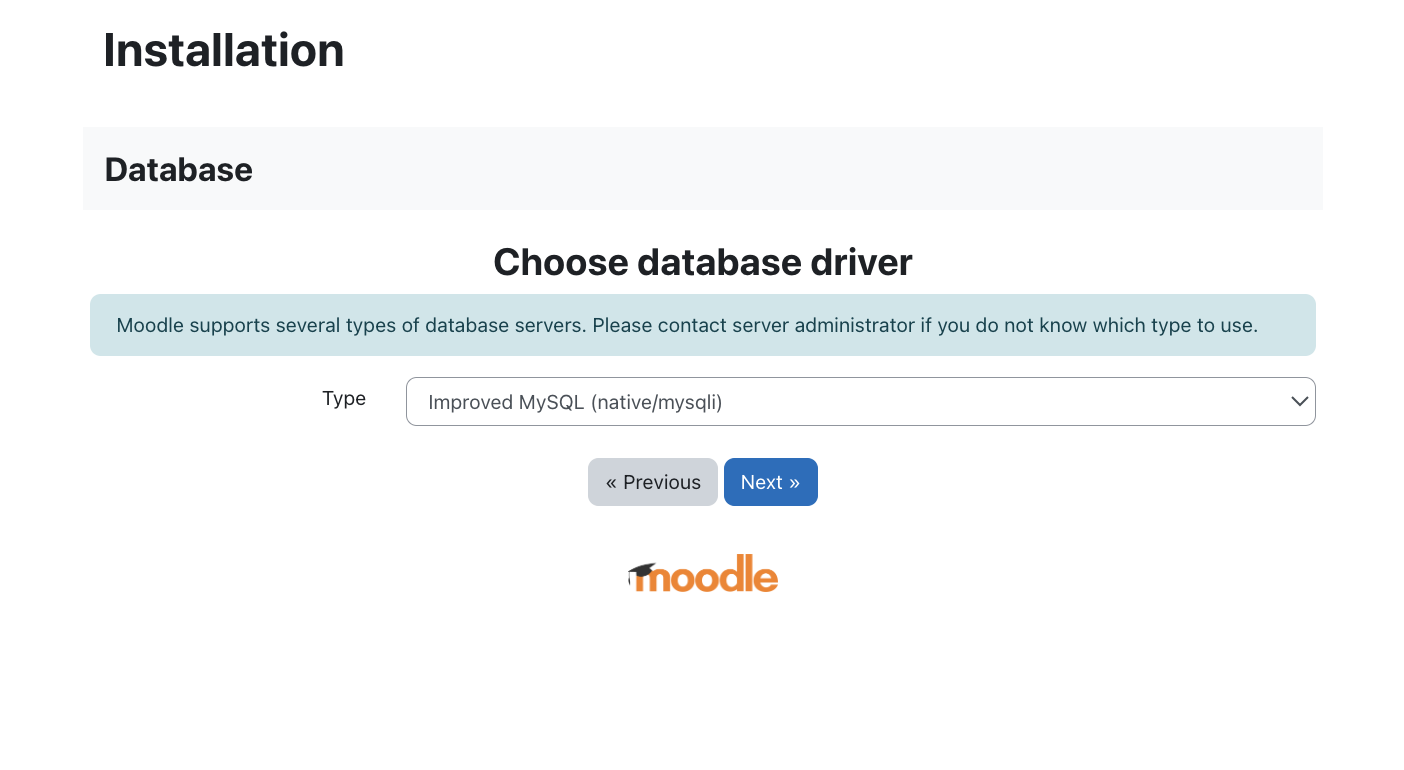 Installation
Database
Choose database driver
Moodle supports several types of database servers. Please contact server administrator if you do not know which type to use.
Type
Improved MySQL (native/mysqli)
« Previous
Next »
moodle